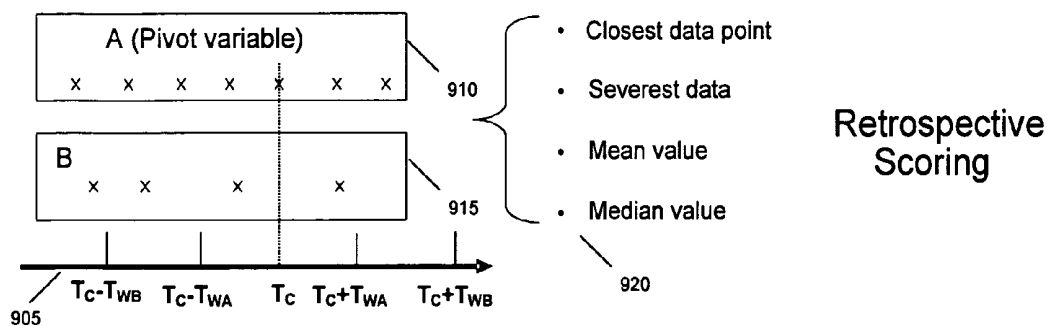 A (Pivot variable)
x x x x x x x
910
B
x x x x
915
T_C-T_WB T_C-T_WA T_C T_C+T_WA T_C+T_WB
905
• Closest data point
• Severest data
• Mean value
• Median value
920
Retrospective
Scoring